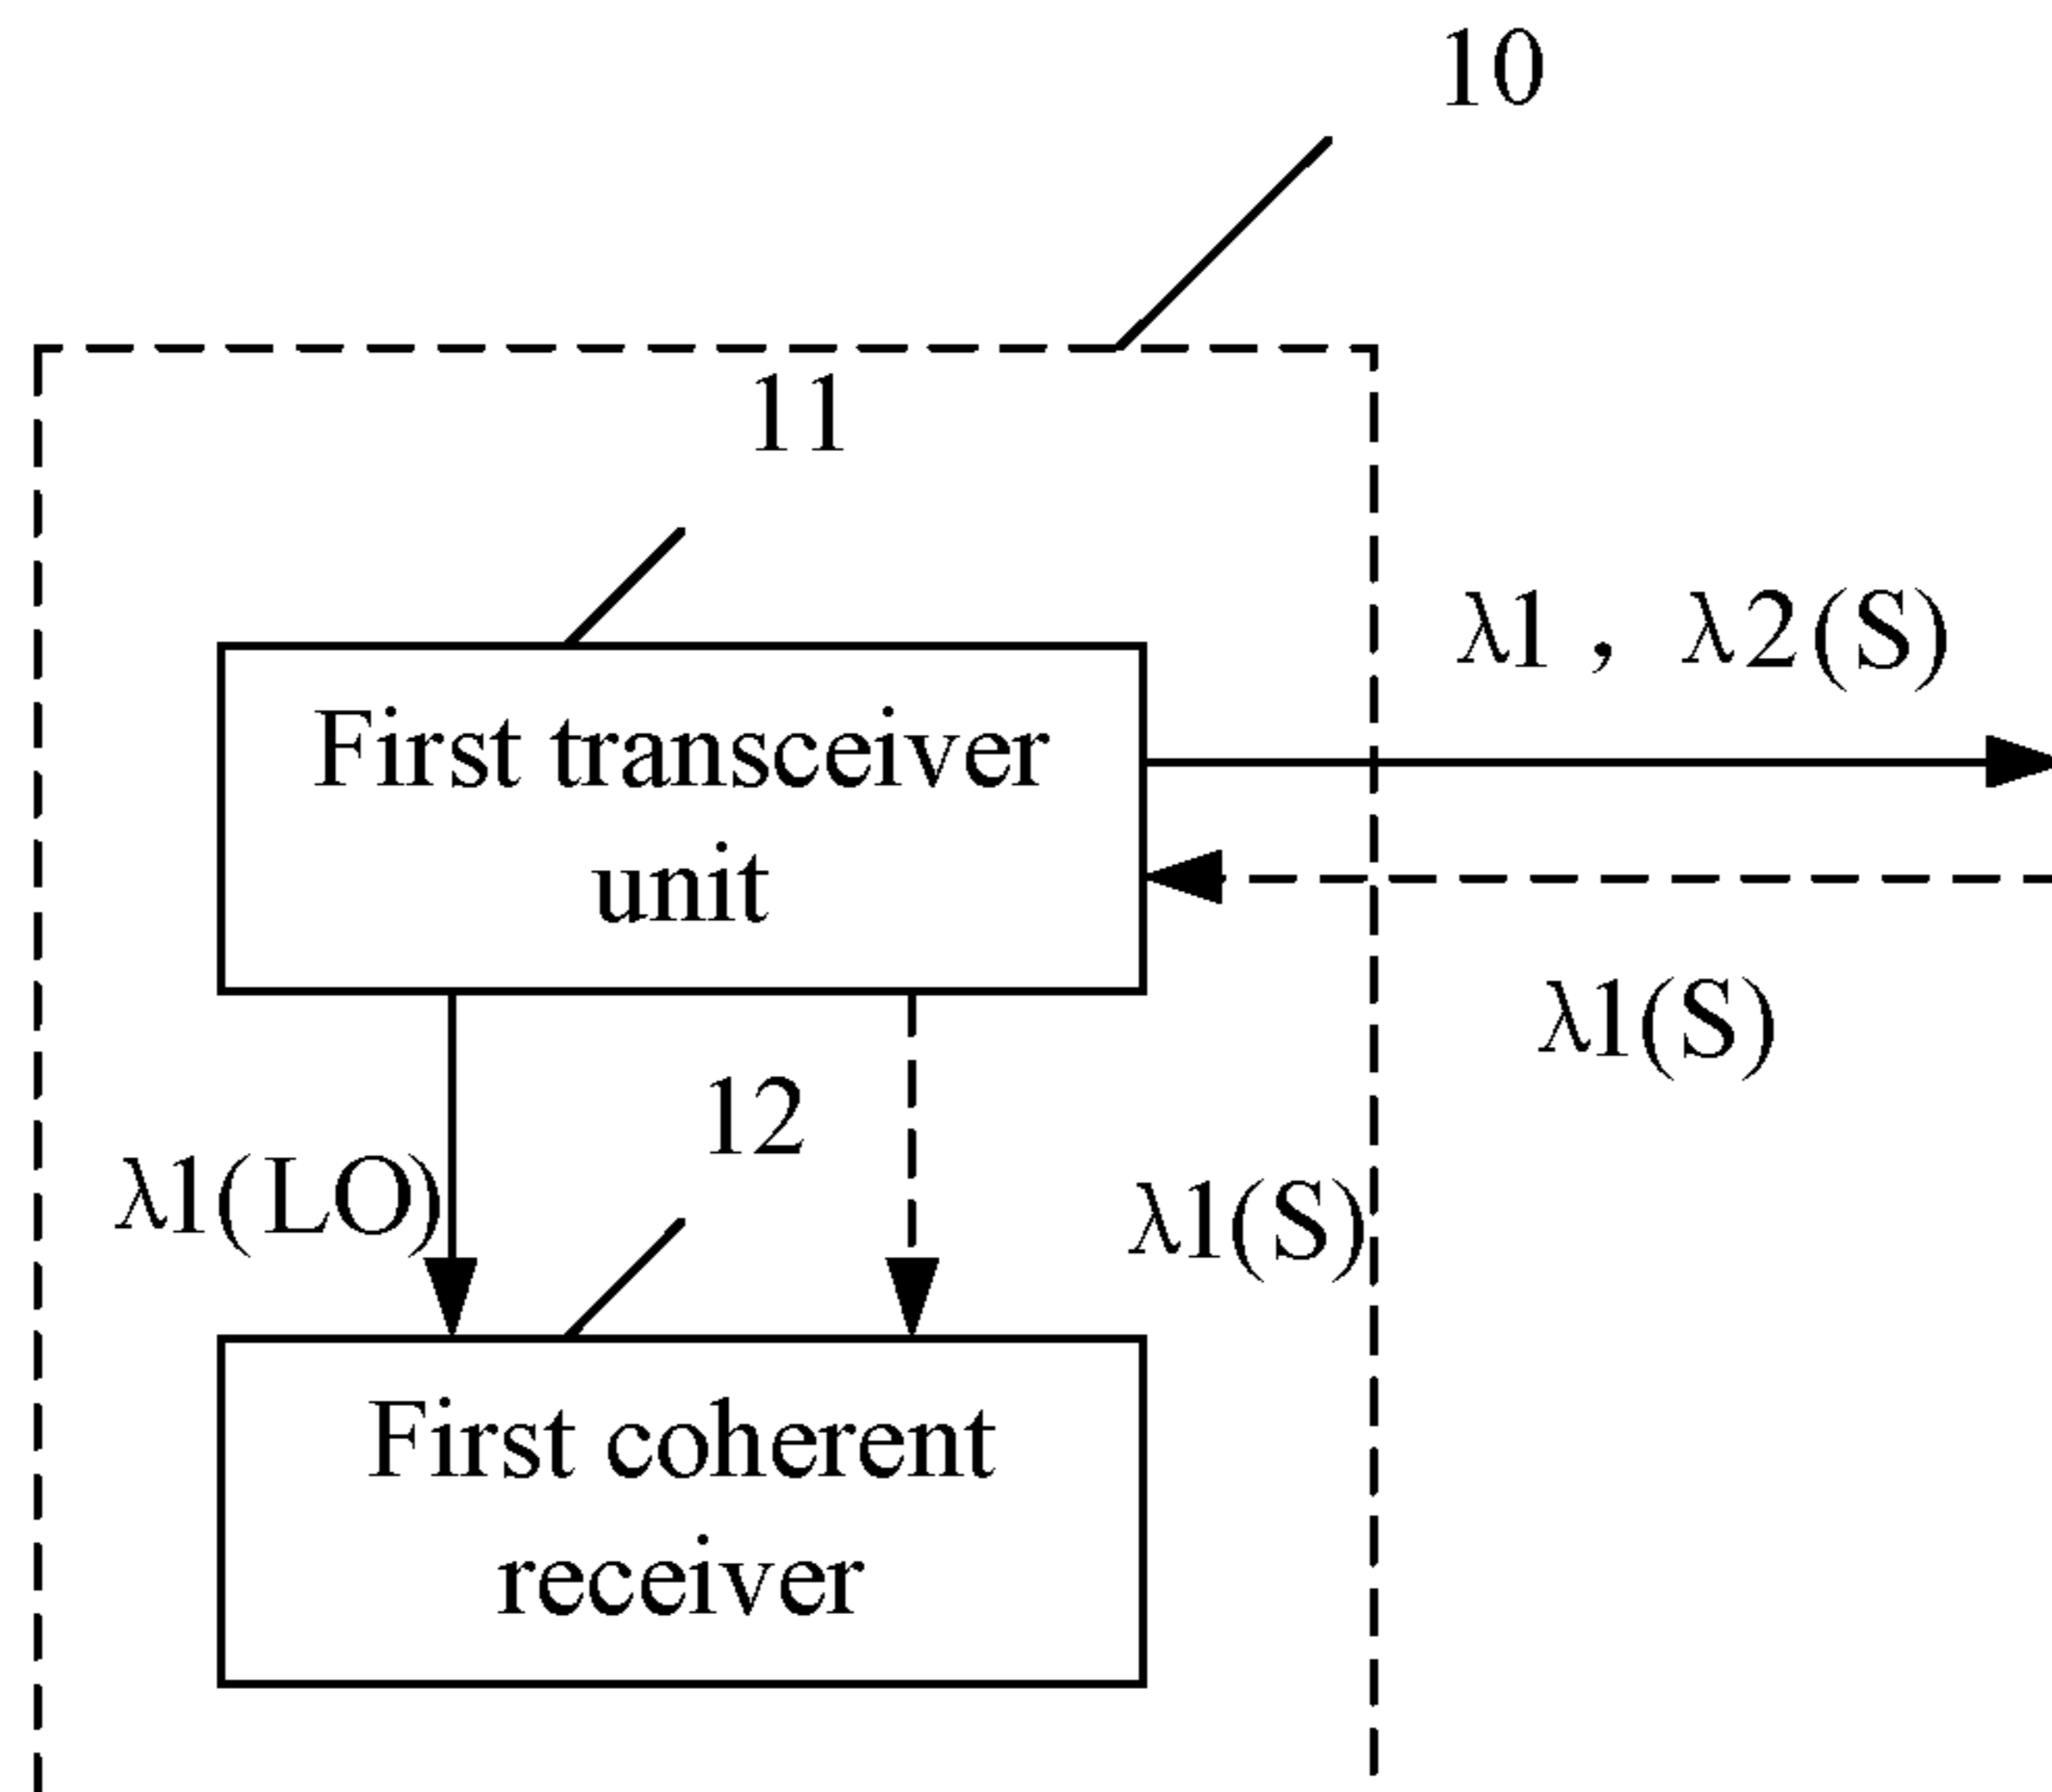 10
11
λ1 , λ2(S)
First transceiver
unit
λ1(S)
12
λ1(LO)
λ1(S)
First coherent
receiver